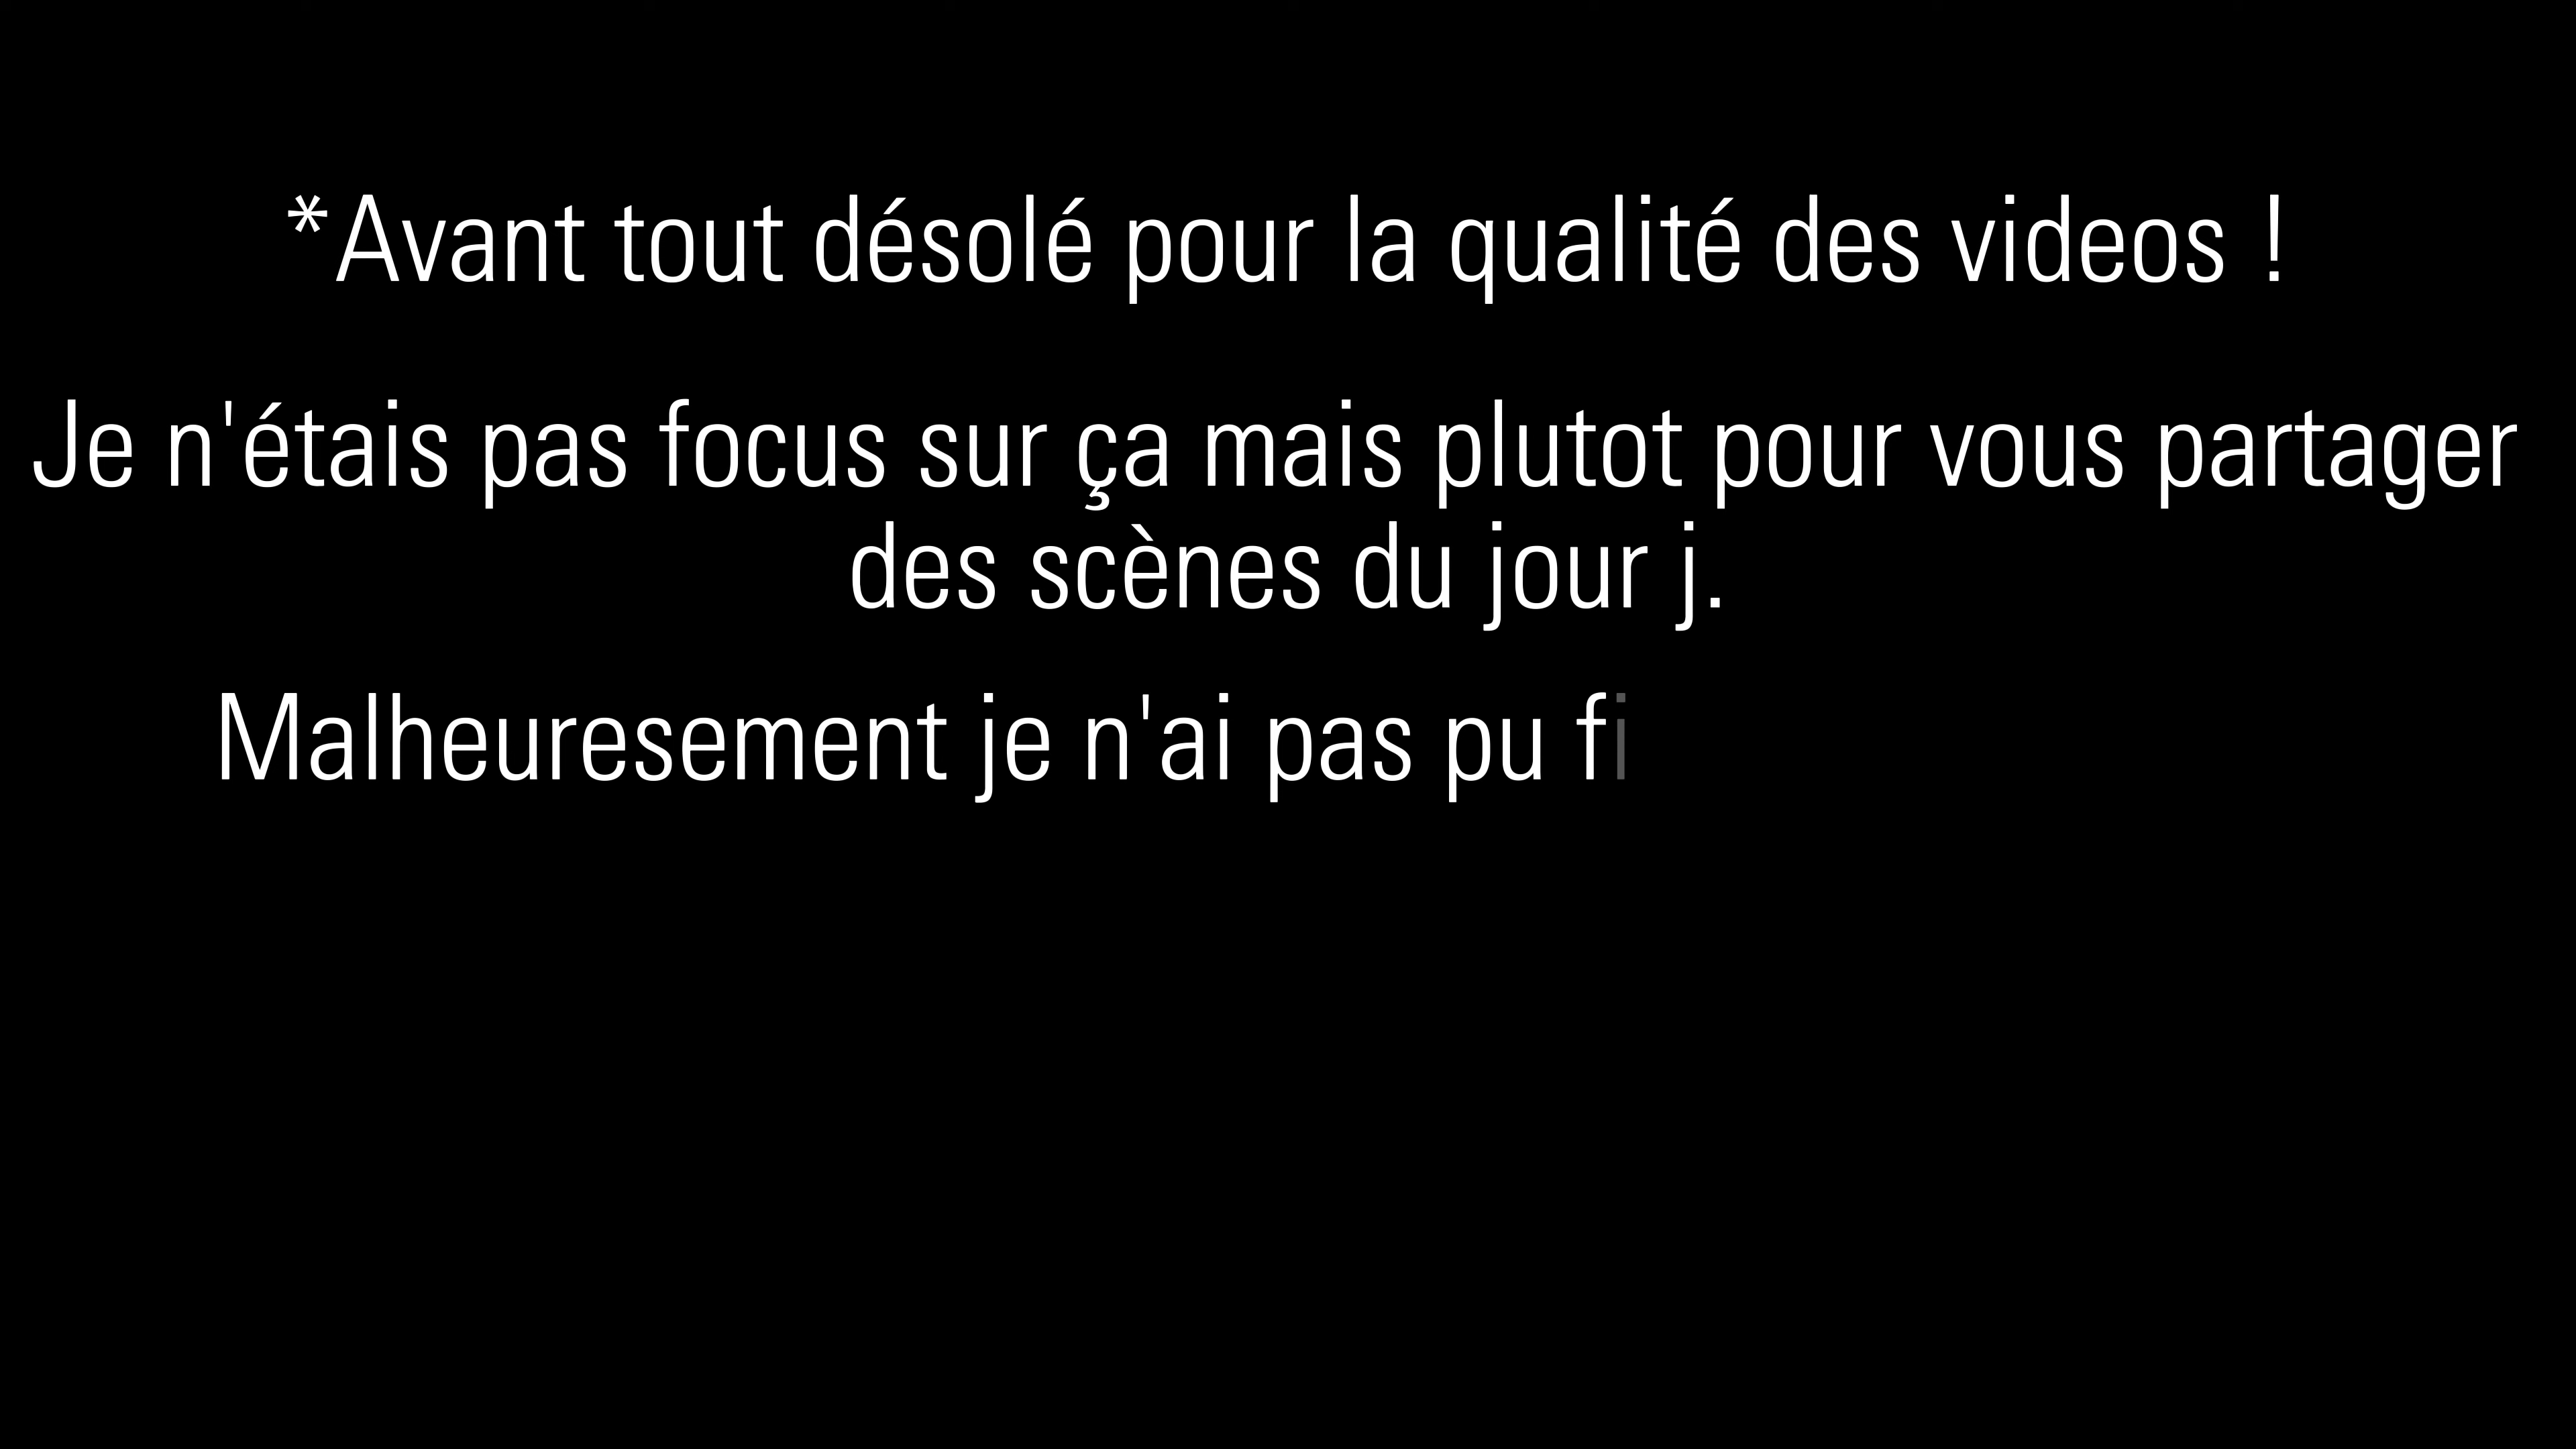 *Avant tout désolé pour la qualité des videos !
Je n'étais pas focus sur ça mais plutot pour vous partager
des scènes du jour j.
Malheuresement je n'ai pas pu fi